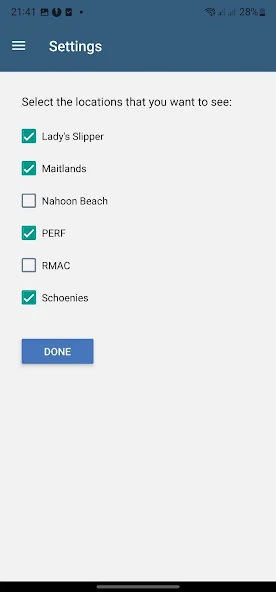 21:41 28%
Settings
Select the locations that you want to see:
Lady's Slipper
Maitlands
Nahoon Beach
PERF
RMAC
Schoenies
DONE